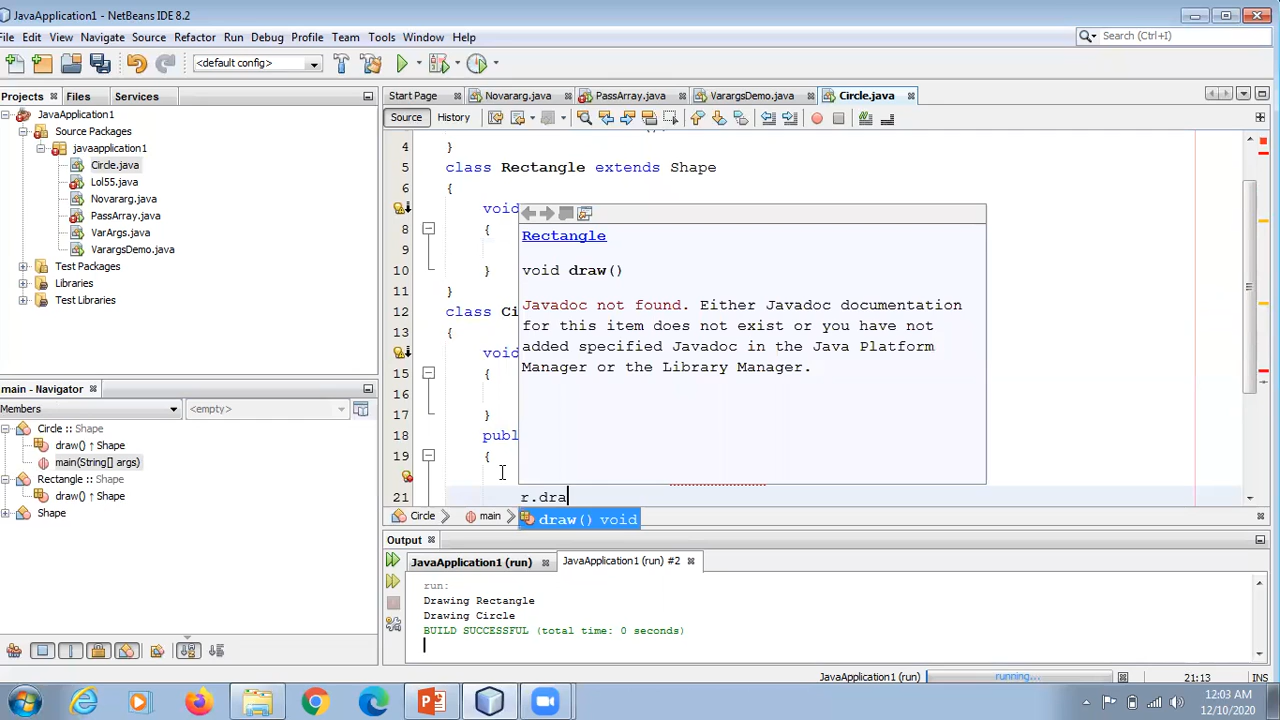 JavaApplication1 - NetBeans IDE 8.2
File Edit View Navigate Source Refactor Run Debug Profile Team Tools Window Help
Search (Ctrl+I)
<default config>
Projects Files Services
JavaApplication1
Source Packages
javaapplication1
Circle.java
Lol55.java
Novararg.java
PassArray.java
VarArgs.java
VarargsDemo.java
Test Packages
Libraries
Test Libraries
main - Navigator
Members
<empty>
Circle :: Shape
draw() ↑ Shape
main(String[] args)
Rectangle :: Shape
draw() ↑ Shape
Shape
Start Page Novararg.java PassArray.java VarargsDemo.java Circle.java
Source History
4 }
5 class Rectangle extends Shape
6 {
void
8 {
9
10 }
11 }
12 class Ci
13 {
void
15 {
16
17 }
18 publ
19 {
21 r.dra
Rectangle
void draw()
Javadoc not found. Either Javadoc documentation
for this item does not exist or you have not
added specified Javadoc in the Java Platform
Manager or the Library Manager.
draw() void
Circle main
Output
JavaApplication1 (run) JavaApplication1 (run) #2
run:
Drawing Rectangle
Drawing Circle
BUILD SUCCESSFUL (total time: 0 seconds)
JavaApplication1 (run) running... 21:13 INS
12:03 AM
12/10/2020